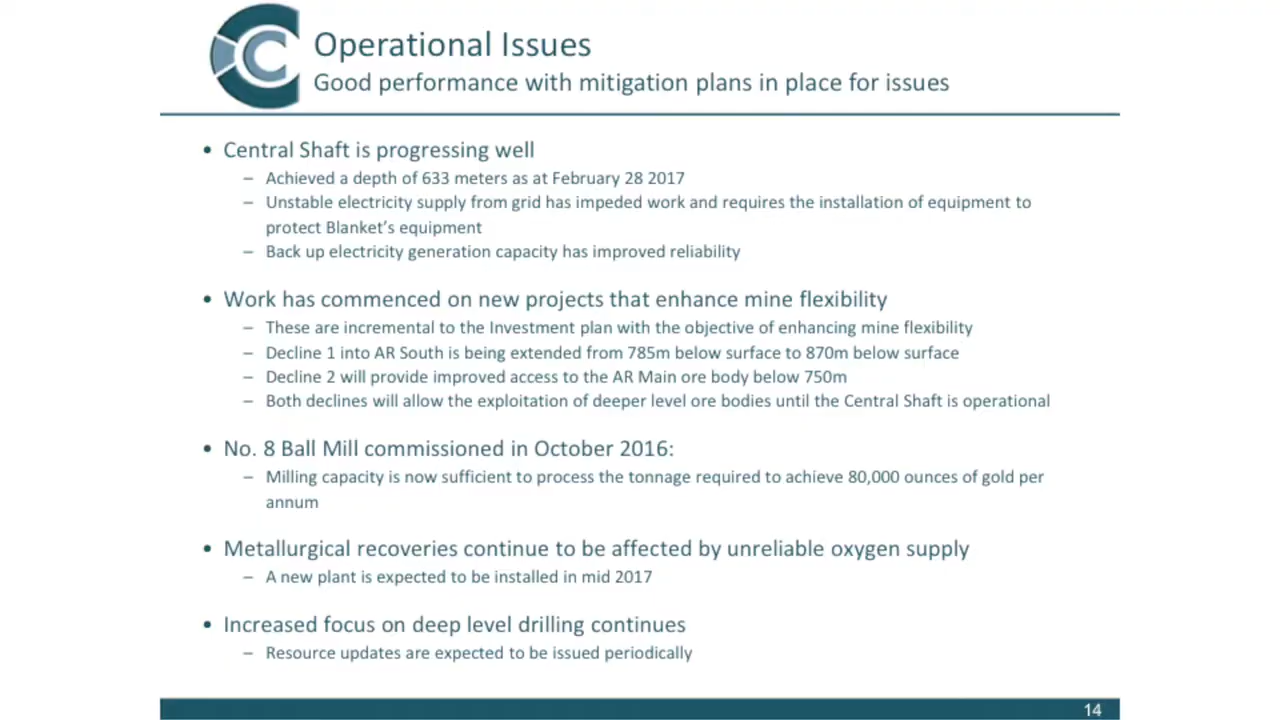 Operational Issues
Good performance with mitigation plans in place for issues
• Central Shaft is progressing well
– Achieved a depth of 633 meters as at February 28 2017
– Unstable electricity supply from grid has impeded work and requires the installation of equipment to
protect Blanket’s equipment
– Back up electricity generation capacity has improved reliability
• Work has commenced on new projects that enhance mine flexibility
– These are incremental to the Investment plan with the objective of enhancing mine flexibility
– Decline 1 into AR South is being extended from 785m below surface to 870m below surface
– Decline 2 will provide improved access to the AR Main ore body below 750m
– Both declines will allow the exploitation of deeper level ore bodies until the Central Shaft is operational
• No. 8 Ball Mill commissioned in October 2016:
– Milling capacity is now sufficient to process the tonnage required to achieve 80,000 ounces of gold per
annum
• Metallurgical recoveries continue to be affected by unreliable oxygen supply
– A new plant is expected to be installed in mid 2017
• Increased focus on deep level drilling continues
– Resource updates are expected to be issued periodically
14